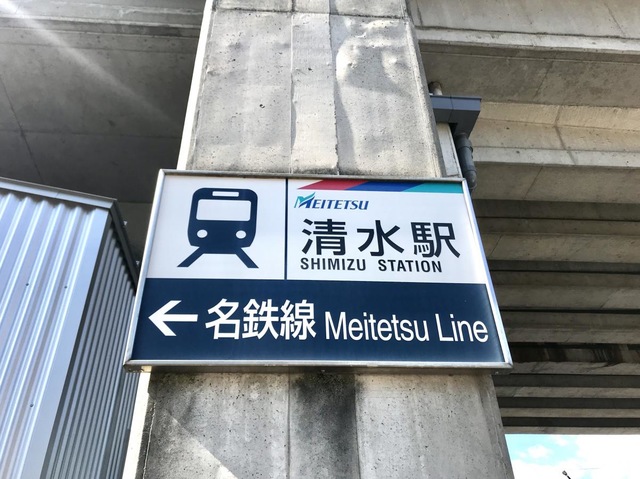 MEITETSU
清水駅
SHIMIZU STATION
← 名鉄線 Meitetsu Line